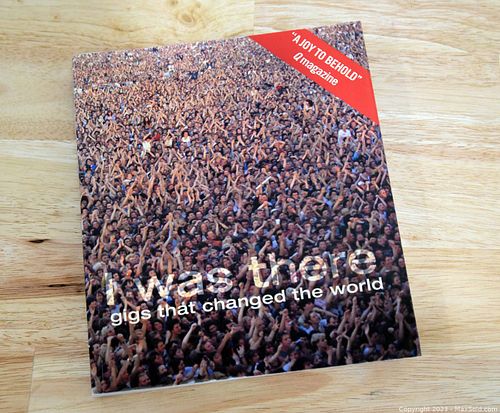 "A JOY TO BEHOLD"
Q magazine
I was there
gigs that changed the world
Copyright 2023 - MaxSold.com